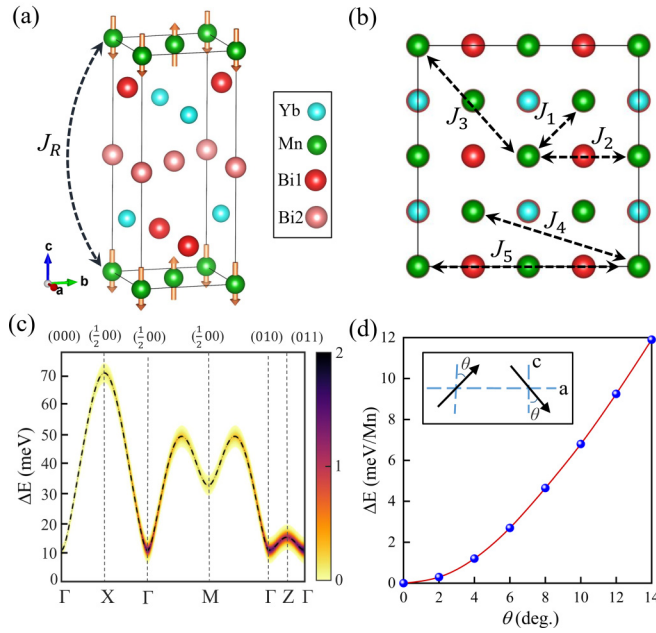 (a)
J_R
c
b
a
Yb
Mn
Bi1
Bi2
(b)
J_1
J_2
J_3
J_4
J_5
(c)
(000) (1/2 00) (1/2 00) (1/2 00) (010) (011)
ΔE (meV)
70
60
50
40
30
20
10
0
Γ X Γ M Γ Z Γ
2
1
0
(d)
ΔE (meV/Mn)
12
10
8
6
4
2
0
θ
c
a
θ
0 2 4 6 8 10 12 14
θ (deg.)